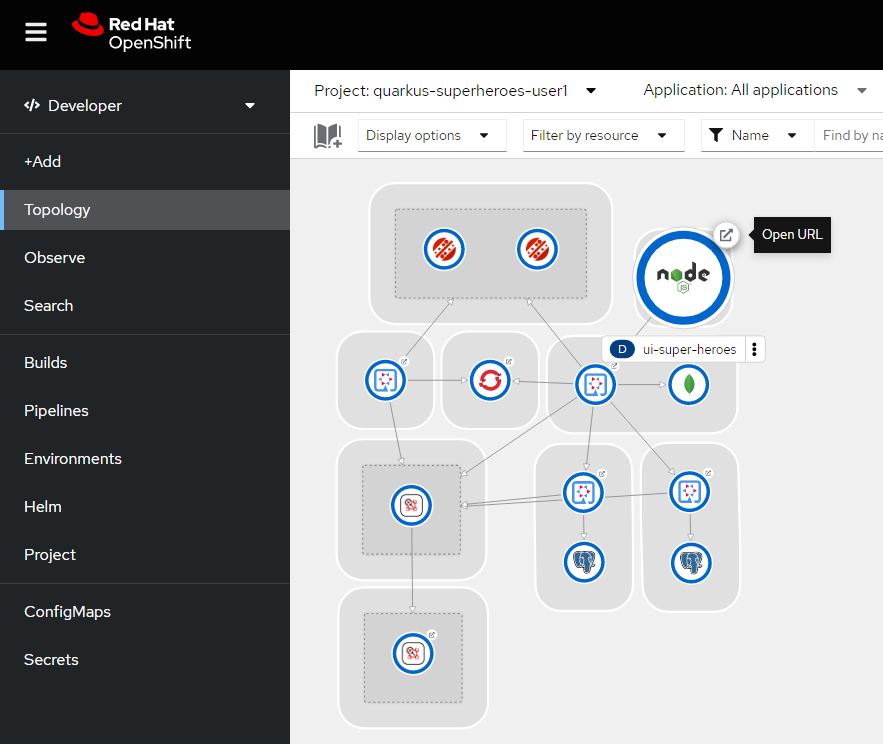 Red Hat
OpenShift
Developer
+Add
Topology
Observe
Search
Builds
Pipelines
Environments
Helm
Project
ConfigMaps
Secrets
Project: quarkus-superheroes-user1
Application: All applications
Display options
Filter by resource
Name
Find by na
node
JS
Open URL
D ui-super-heroes